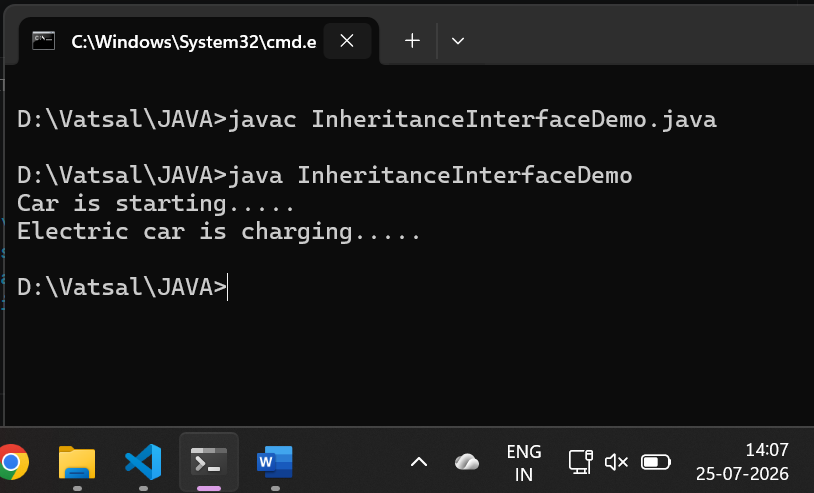 C:\Windows\System32\cmd.e
D:\Vatsal\JAVA>javac InheritanceInterfaceDemo.java
D:\Vatsal\JAVA>java InheritanceInterfaceDemo
Car is starting.....
Electric car is charging.....
D:\Vatsal\JAVA>
ENG
IN
14:07
25-07-2026